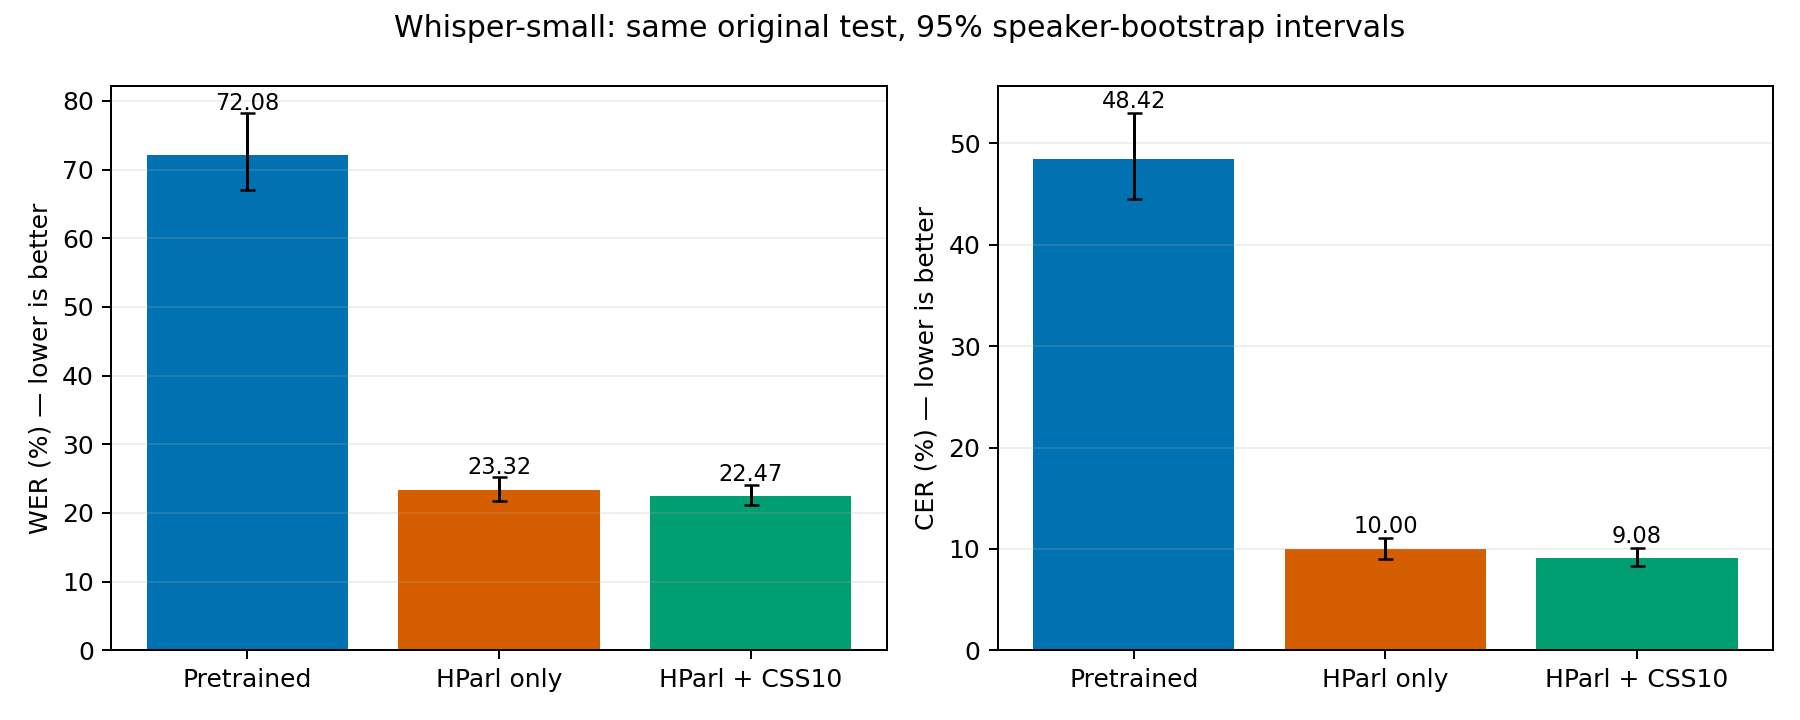 Whisper-small: same original test, 95% speaker-bootstrap intervals
WER (%) — lower is better
80
70
60
50
40
30
20
10
0
72.08
23.32
22.47
Pretrained
HParl only
HParl + CSS10
CER (%) — lower is better
50
40
30
20
10
0
48.42
10.00
9.08
Pretrained
HParl only
HParl + CSS10